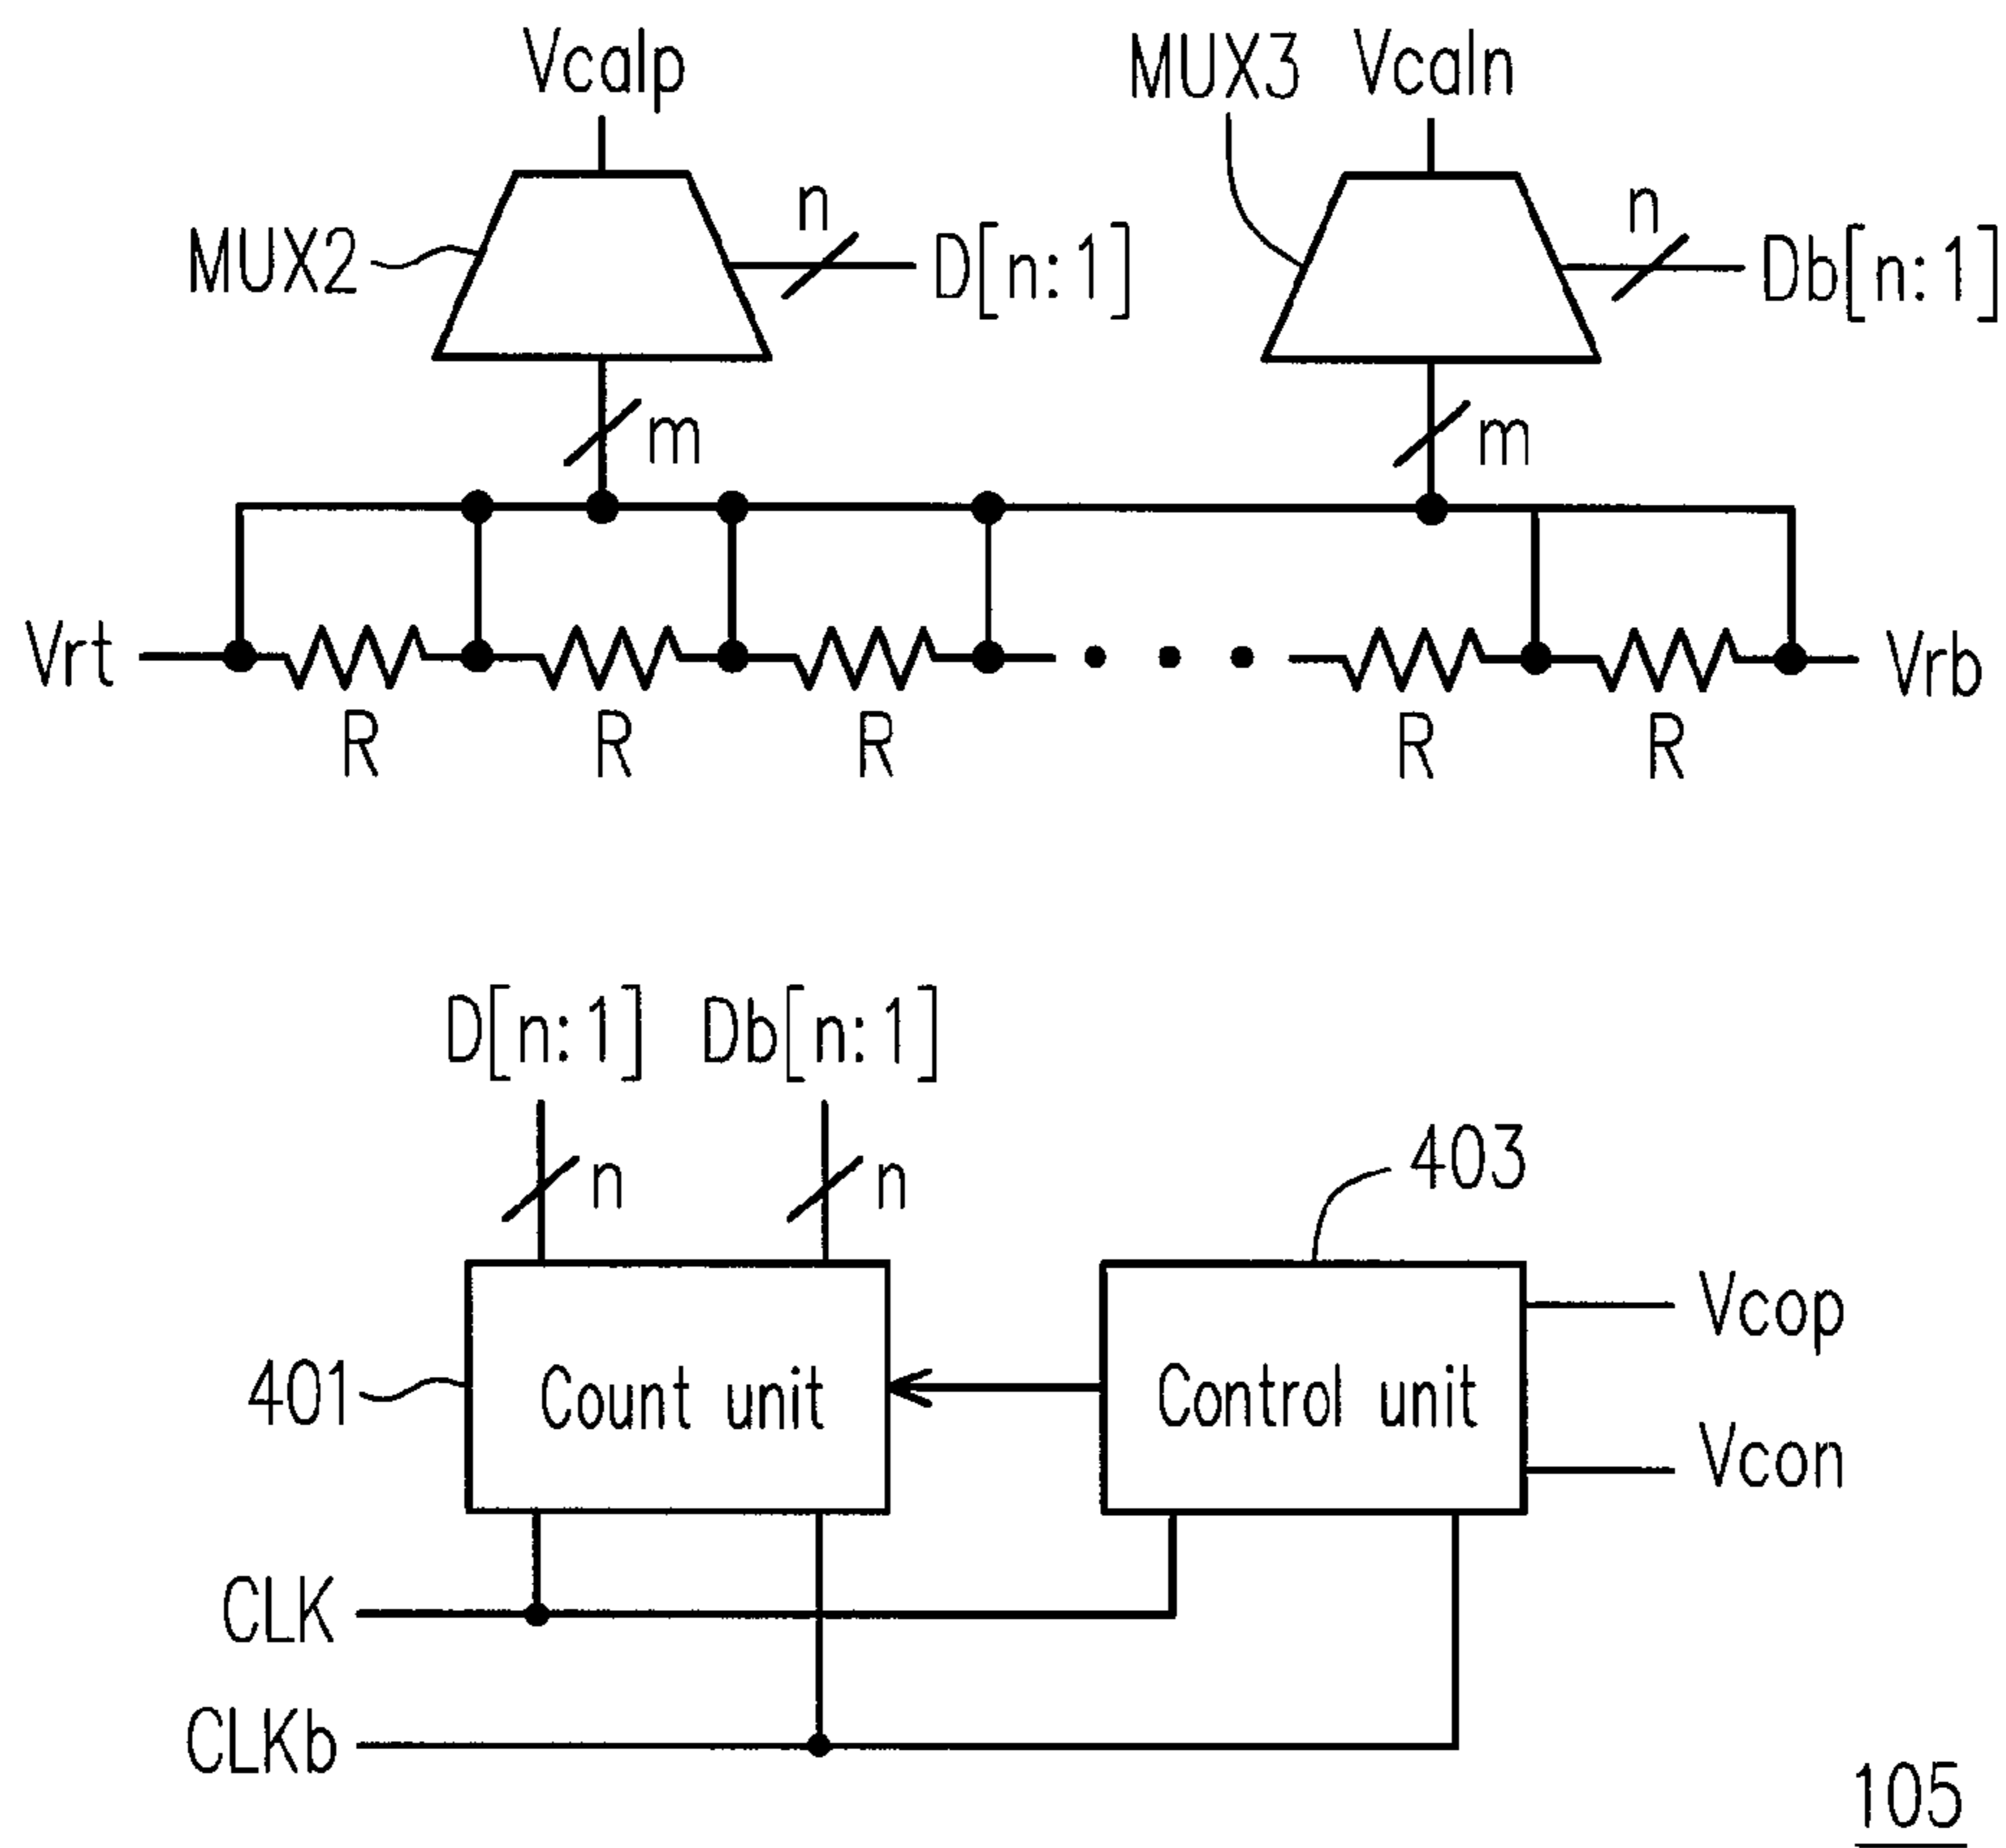 Vcalp
MUX3
Vcaln
MUX2
n
D[n:1]
n
Db[n:1]
m
m
Vrt
Vrb
R
R
R
R
R
D[n:1]
Db[n:1]
n
n
403
401
Count unit
Control unit
Vcop
Vcon
CLK
CLKb
105